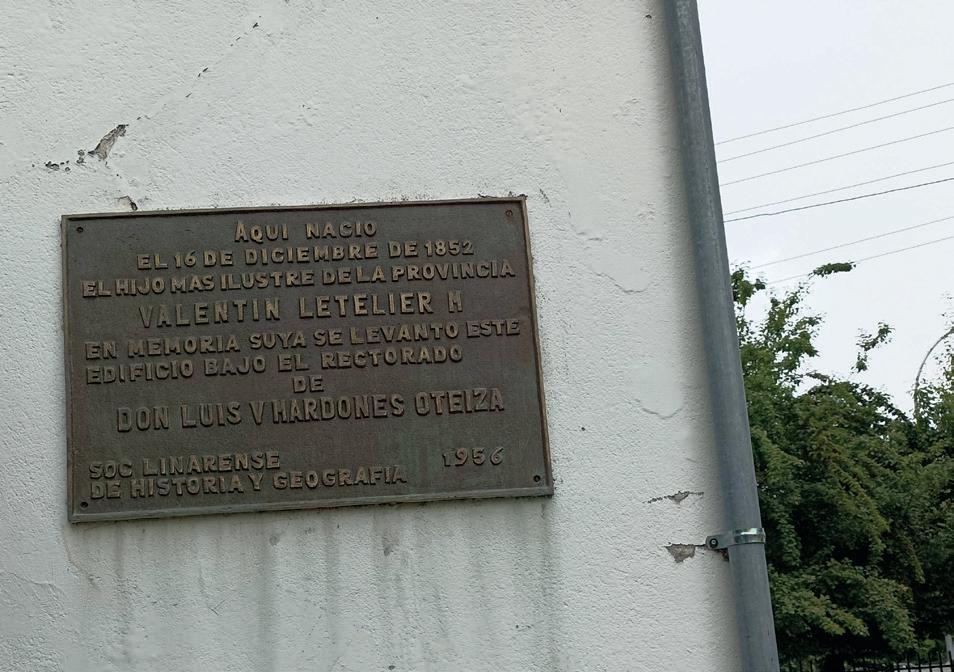 AQUI NACIO
EL 16 DE DICIEMBRE DE 1852
EL HIJO MAS ILUSTRE DE LA PROVINCIA
VALENTIN LETELIER M
EN MEMORIA SUYA SE LEVANTO ESTE
EDIFICIO BAJO EL RECTORADO
DE
DON LUIS V HARDONES OTEIZA
SOC LINARENSE 1956
DE HISTORIA Y GEOGRAFIA